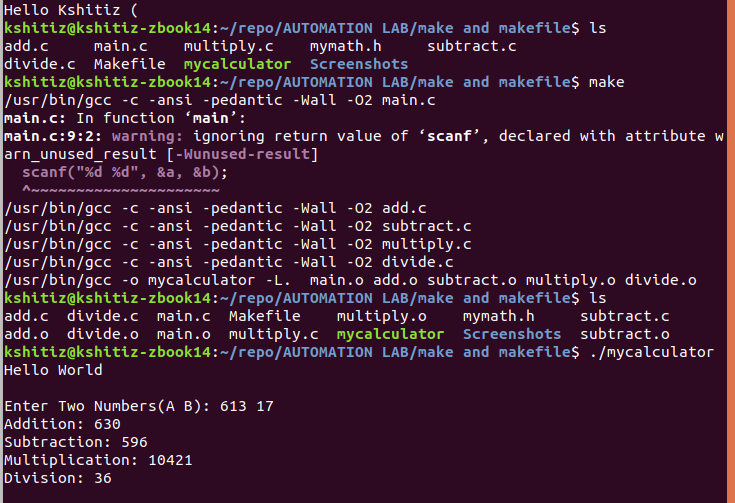 Hello Kshitiz (
kshitiz@kshitiz-zbook14:~/repo/AUTOMATION LAB/make and makefile$ ls
add.c     main.c    multiply.c    mymath.h     subtract.c
divide.c  Makefile  mycalculator  Screenshots
kshitiz@kshitiz-zbook14:~/repo/AUTOMATION LAB/make and makefile$ make
/usr/bin/gcc -c -ansi -pedantic -Wall -O2 main.c
main.c: In function ‘main’:
main.c:9:2: warning: ignoring return value of ‘scanf’, declared with attribute w
arn_unused_result [-Wunused-result]
  scanf("%d %d", &a, &b);
  ^~~~~~~~~~~~~~~~~~~~~~
/usr/bin/gcc -c -ansi -pedantic -Wall -O2 add.c
/usr/bin/gcc -c -ansi -pedantic -Wall -O2 subtract.c
/usr/bin/gcc -c -ansi -pedantic -Wall -O2 multiply.c
/usr/bin/gcc -c -ansi -pedantic -Wall -O2 divide.c
/usr/bin/gcc -o mycalculator -L.  main.o add.o subtract.o multiply.o divide.o
kshitiz@kshitiz-zbook14:~/repo/AUTOMATION LAB/make and makefile$ ls
add.c  divide.c  main.c  Makefile    multiply.o    mymath.h     subtract.c
add.o  divide.o  main.o  multiply.c  mycalculator  Screenshots  subtract.o
kshitiz@kshitiz-zbook14:~/repo/AUTOMATION LAB/make and makefile$ ./mycalculator
Hello World
Enter Two Numbers(A B): 613 17
Addition: 630
Subtraction: 596
Multiplication: 10421
Division: 36